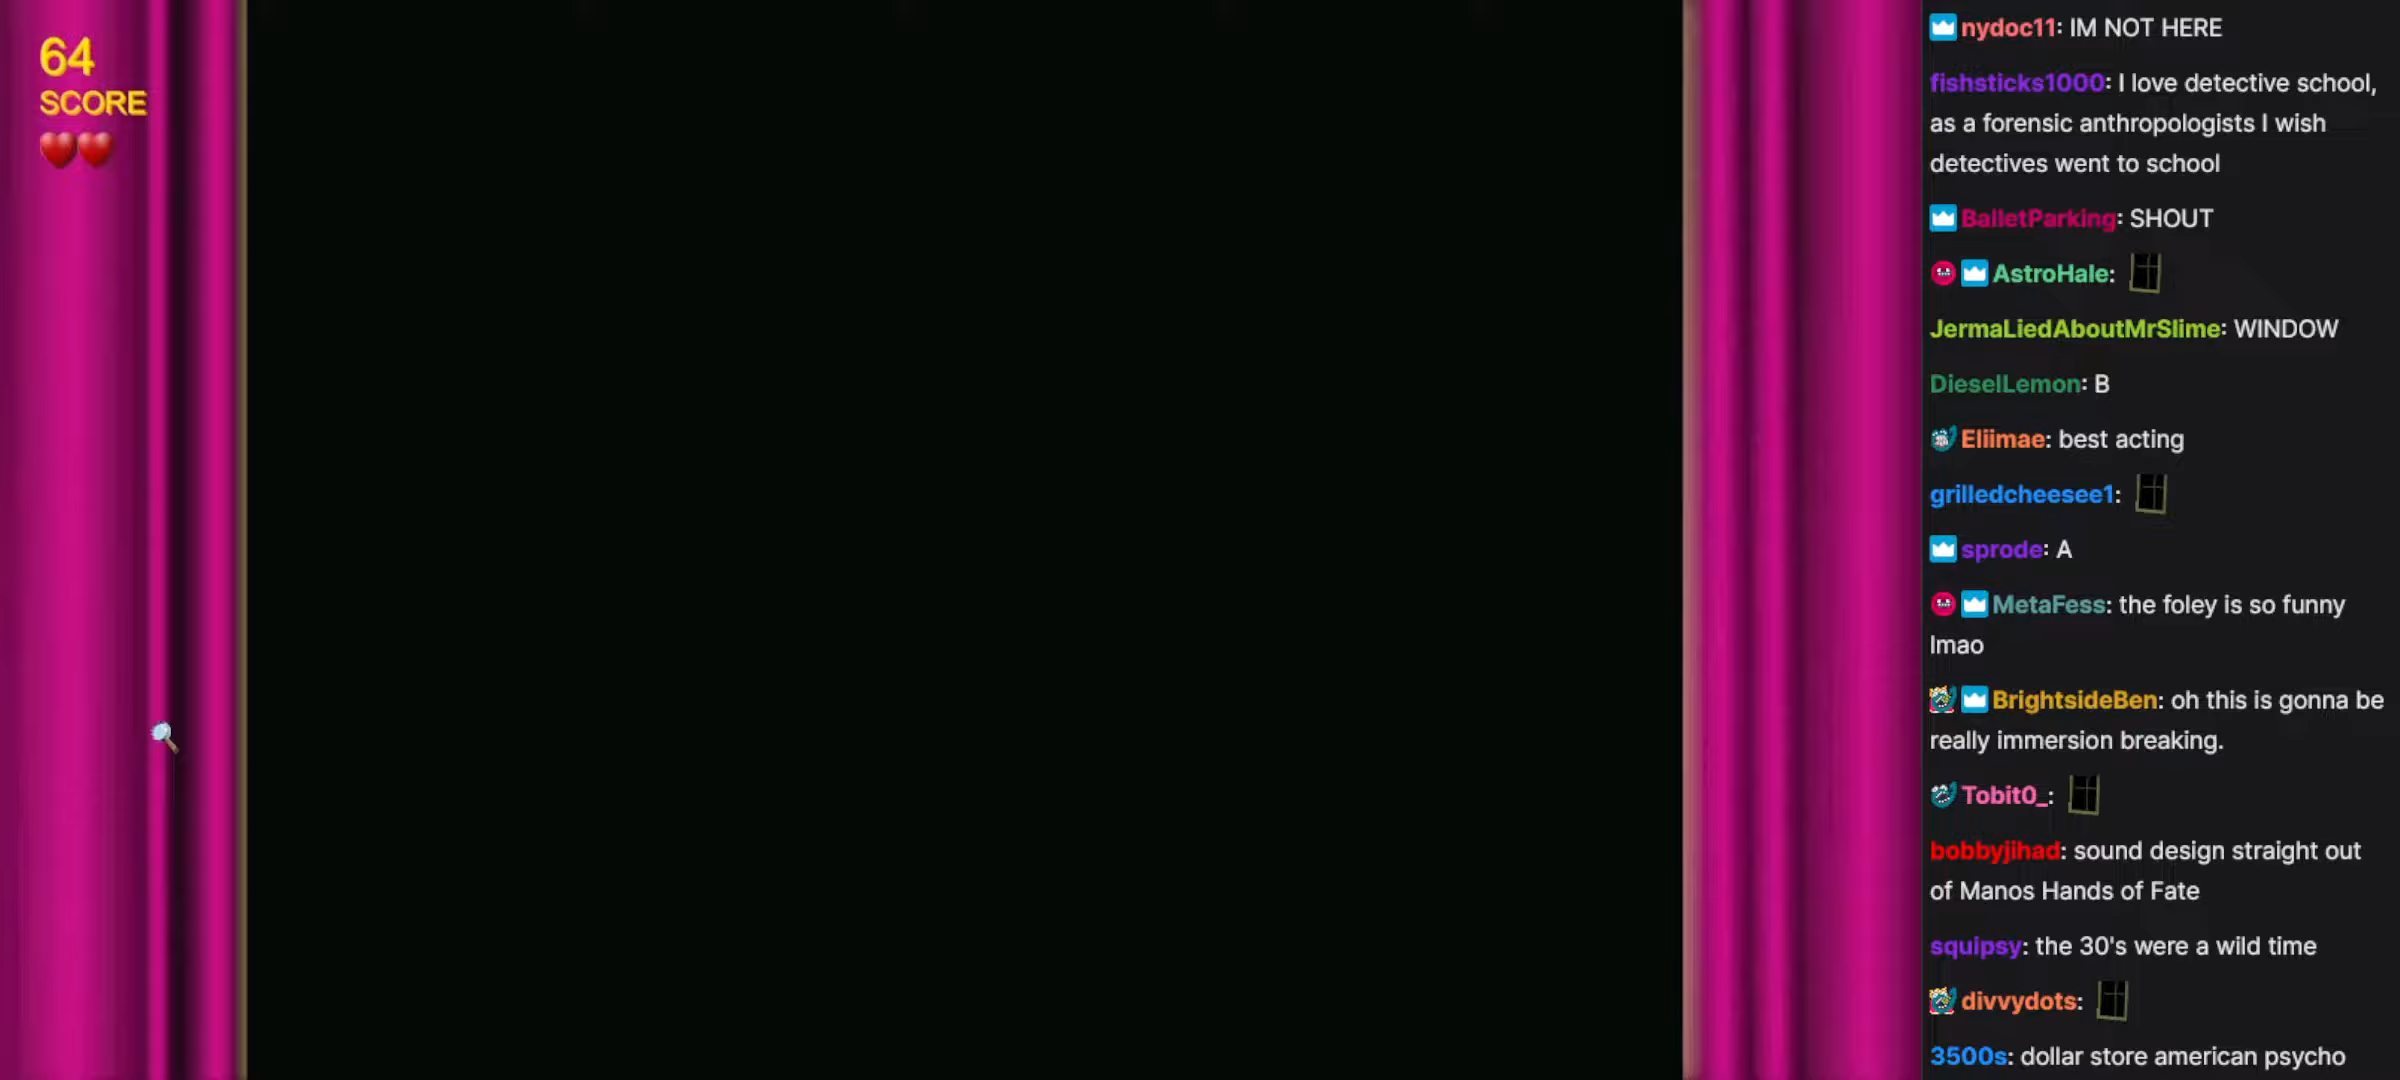 64
SCORE
nydoc11: IM NOT HERE
fishsticks1000: I love detective school,
as a forensic anthropologists I wish
detectives went to school
BalletParking: SHOUT
AstroHale:
JermaLiedAboutMrSlime: WINDOW
DieselLemon: B
Eliimae: best acting
grilledcheesee1:
sprode: A
MetaFess: the foley is so funny
lmao
BrightsideBen: oh this is gonna be
really immersion breaking.
Tobit0_:
bobbyjihad: sound design straight out
of Manos Hands of Fate
squipsy: the 30's were a wild time
divvydots:
3500s: dollar store american psycho